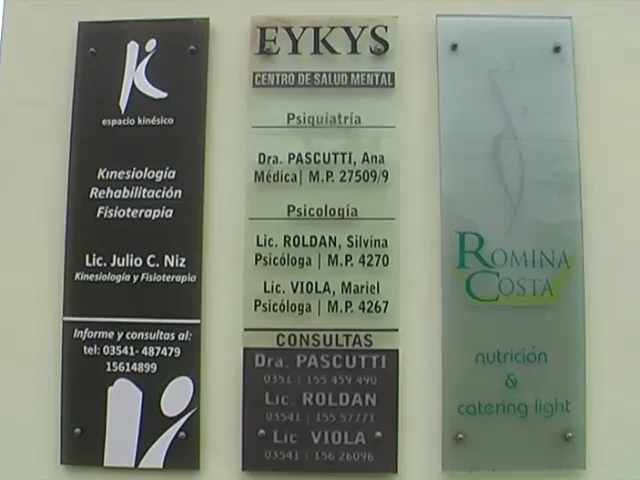 K
espacio kinésico
Kinesiología
Rehabilitación
Fisioterapia
Lic. Julio C. Niz
Kinesiología y Fisioterapia
Informe y consultas al:
tel: 03541- 487479
15614899
EYKYS
CENTRO DE SALUD MENTAL
Psiquiatría
Dra. PASCUTTI, Ana
Médica| M.P. 27509/9
Psicología
Lic. ROLDAN, Silvina
Psicóloga | M.P. 4270
Lic. VIOLA, Mariel
Psicóloga | M.P. 4267
CONSULTAS
Dra. PASCUTTI
0351 | 155 459 490
Lic. ROLDAN
03541 | 155 57771
Lic VIOLA
03541 | 156 26096
ROMINA
COSTA
nutrición
&
catering light